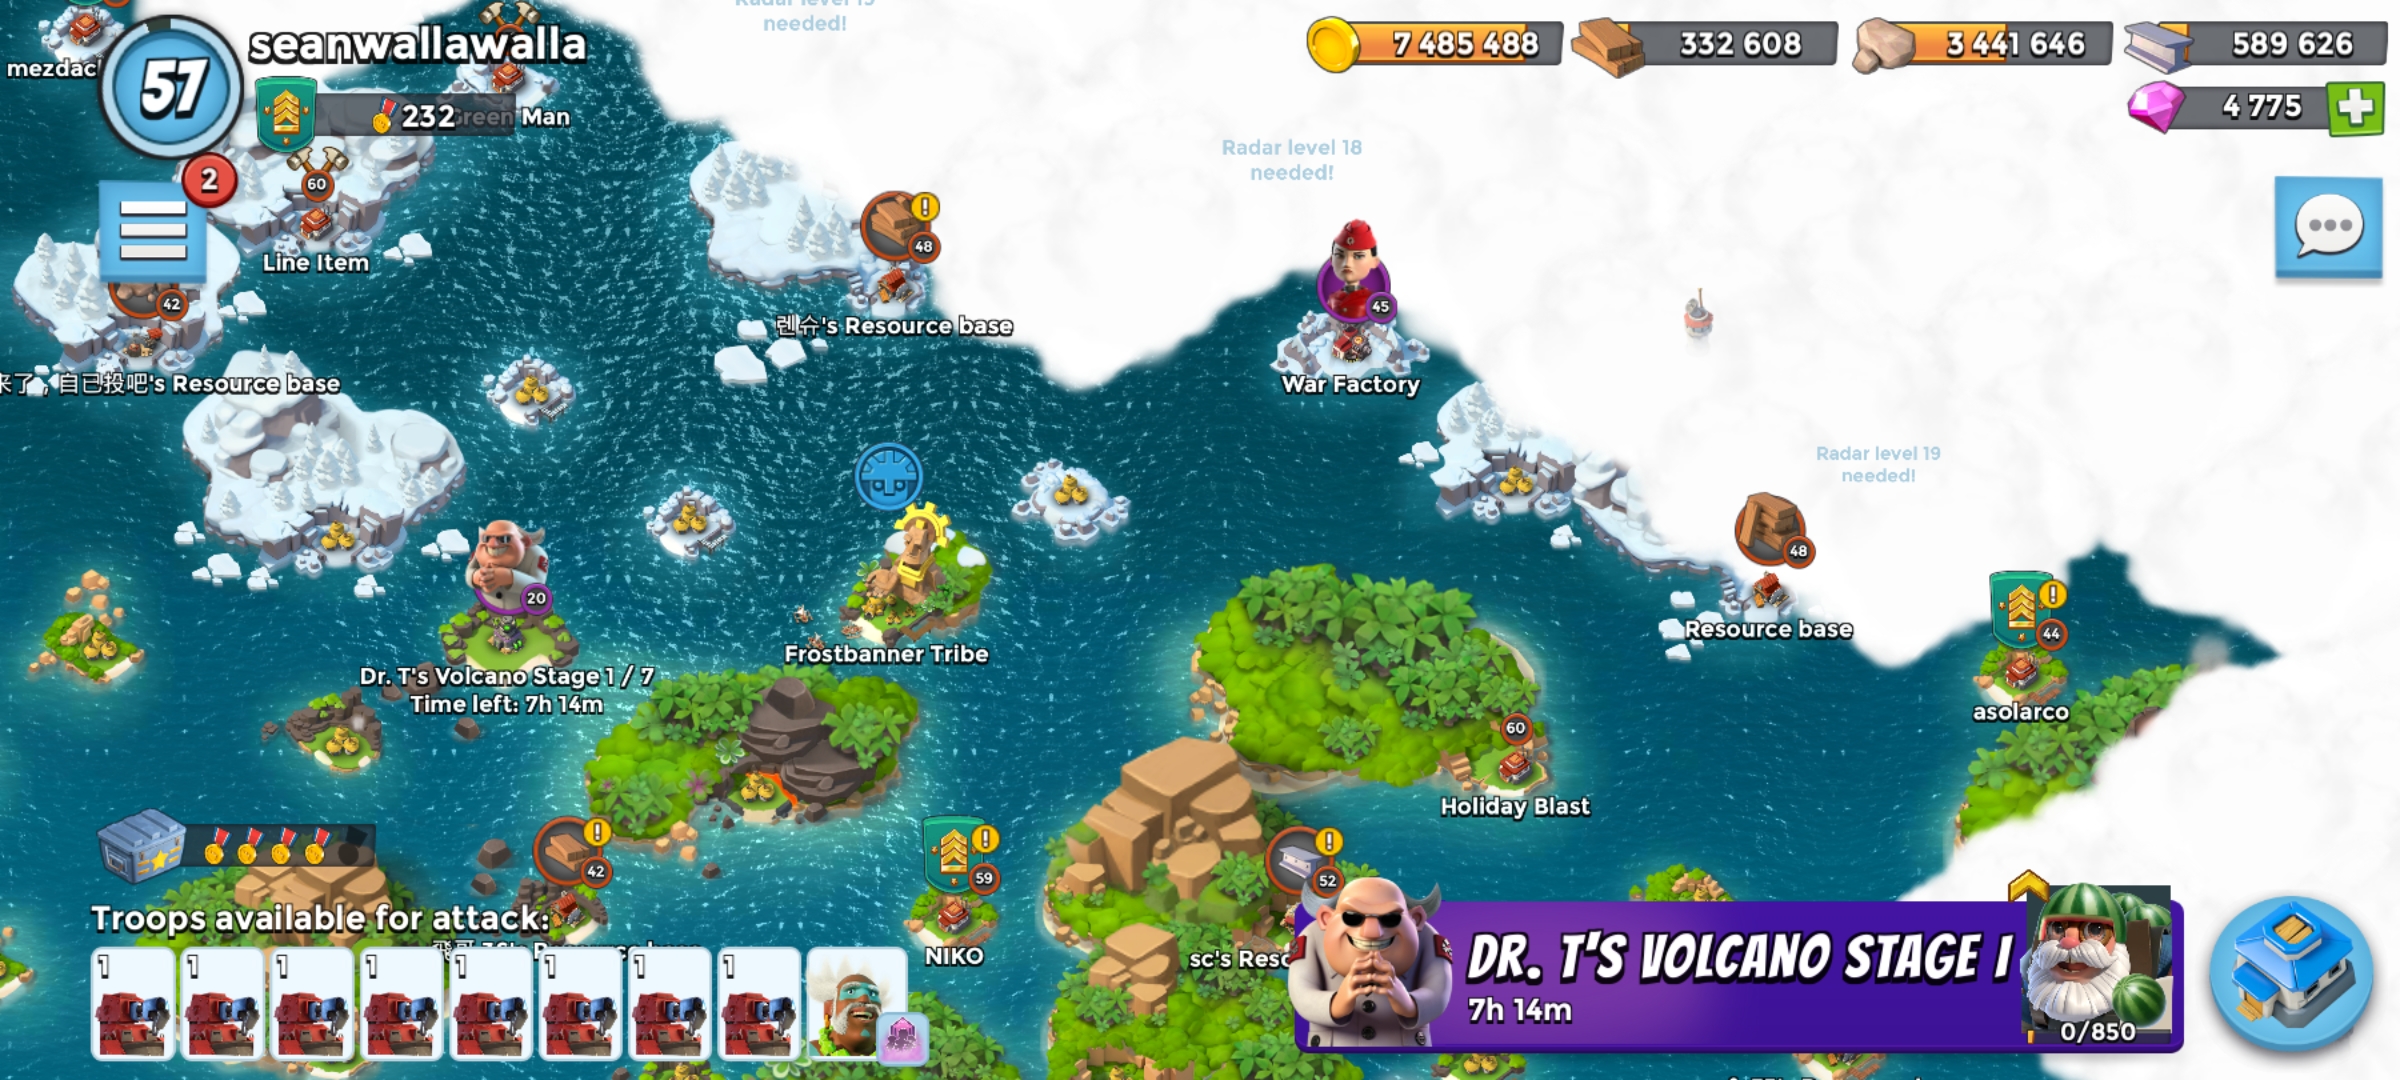 needed!
seanwallawalla
57
7 485 488
332 608
3 441 646
589 626
mezdac
232
Man
4 775
2
60
Radar level 18
needed!
Line Item
48
42
45
렌슈's Resource base
来了，自已投吧's Resource base
War Factory
Radar level 19
needed!
48
20
Resource base
44
Frostbanner Tribe
Dr. T's Volcano Stage 1 / 7
Time left: 7h 14m
asolarco
60
Holiday Blast
42
59
52
Troops available for attack:
NIKO
sc's Resc
DR. T'S VOLCANO STAGE I
7h 14m
0/850
1
1
1
1
1
1
1
1